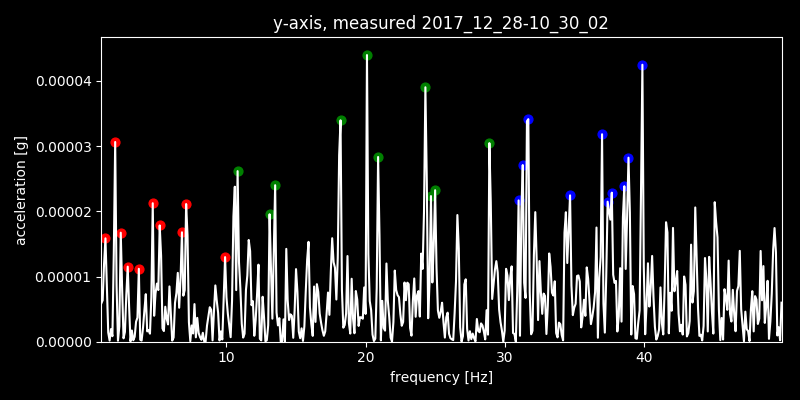 y-axis, measured 2017_12_28-10_30_02
acceleration [g]
0.00004
0.00003
0.00002
0.00001
0.00000
10 20 30 40
frequency [Hz]